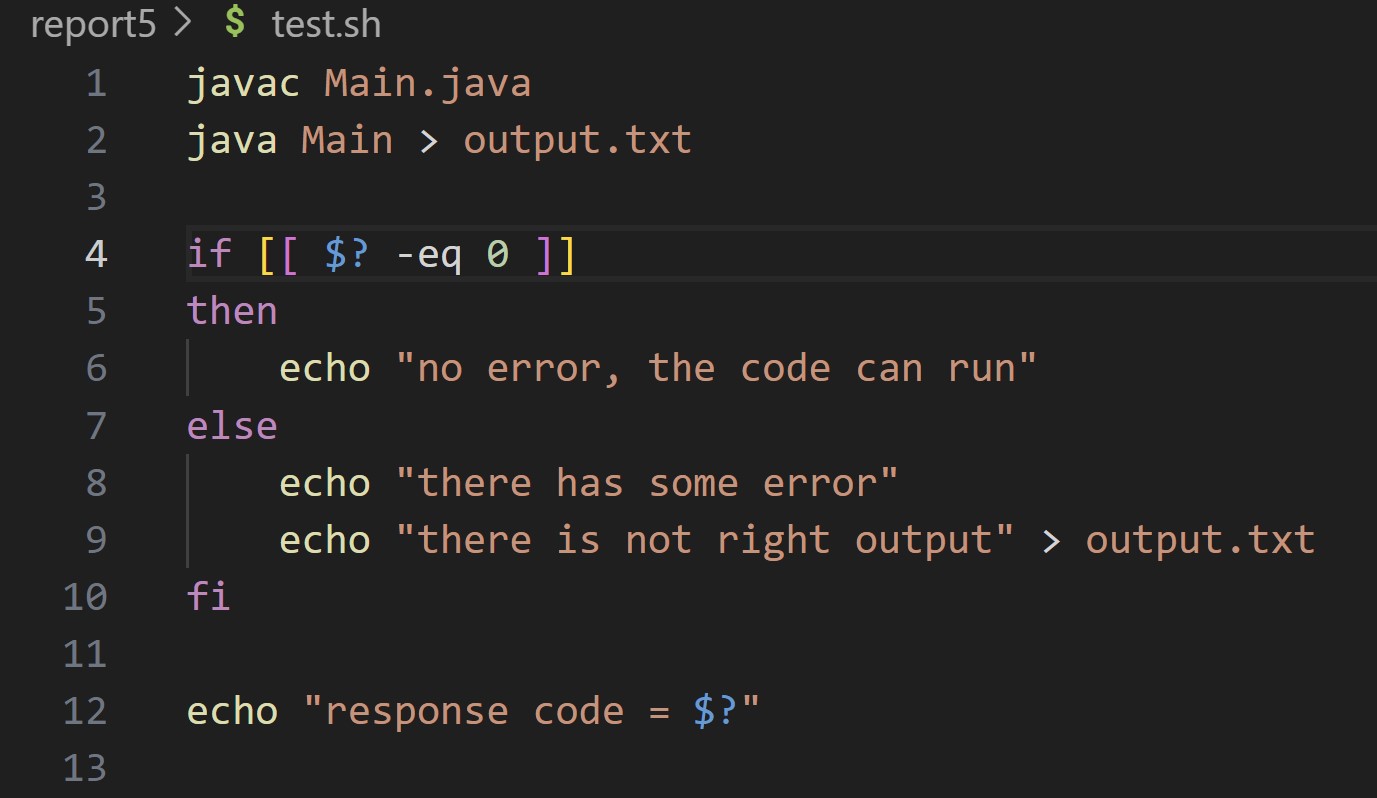 report5 > $ test.sh
1 javac Main.java
2 java Main > output.txt
3
4 if [[ $? -eq 0 ]]
5 then
6     echo "no error, the code can run"
7 else
8     echo "there has some error"
9     echo "there is not right output" > output.txt
10 fi
11
12 echo "response code = $?"
13